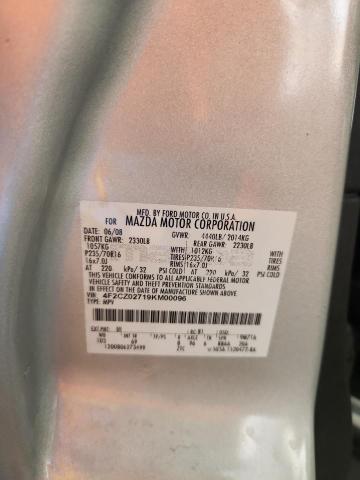 MFD. BY FORD MOTOR CO. IN U.S.A.
FOR MAZDA MOTOR CORPORATION
DATE: 06/08 GVWR: 4440LB/ 2014KG
FRONT GAWR: 2330LB REAR GAWR: 2230LB
1057KG WITH 1012KG WITH
P235/70R16 TIRES P235/70R16 TIRES
16x7.0J RIMS 16x7.0J RIMS
AT 220 kPa/ 32 PSI COLD AT 220 kPa/ 32 PSI COLD
THIS VEHICLE CONFORMS TO ALL APPLICABLE FEDERAL MOTOR
VEHICLE SAFETY AND THEFT PREVENTION STANDARDS IN
EFFECT ON THE DATE OF MANUFACTURE SHOWN ABOVE.
VIN: 4F2CZ02719KM00096
TYPE: MPV